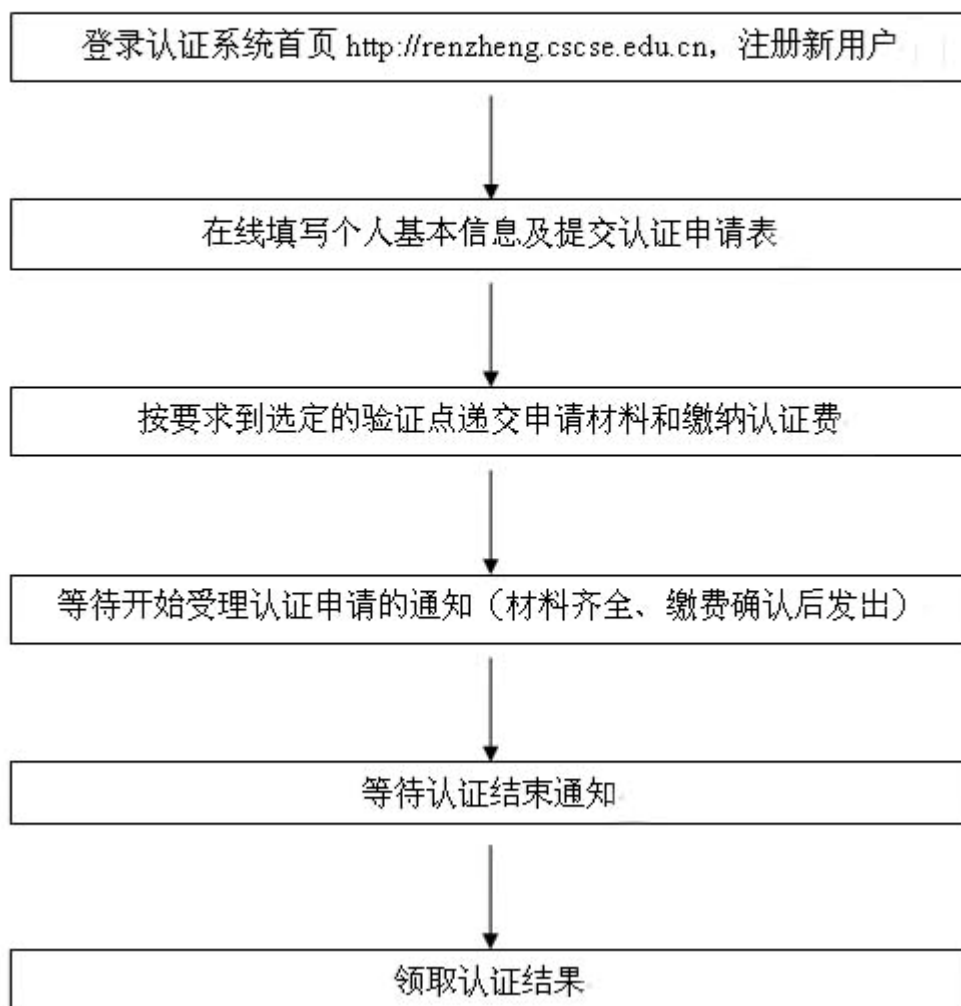 登录认证系统首页 http://renzheng.cscse.edu.cn，注册新用户
在线填写个人基本信息及提交认证申请表
按要求到选定的验证点递交申请材料和缴纳认证费
等待开始受理认证申请的通知（材料齐全、缴费确认后发出）
等待认证结束通知
领取认证结果